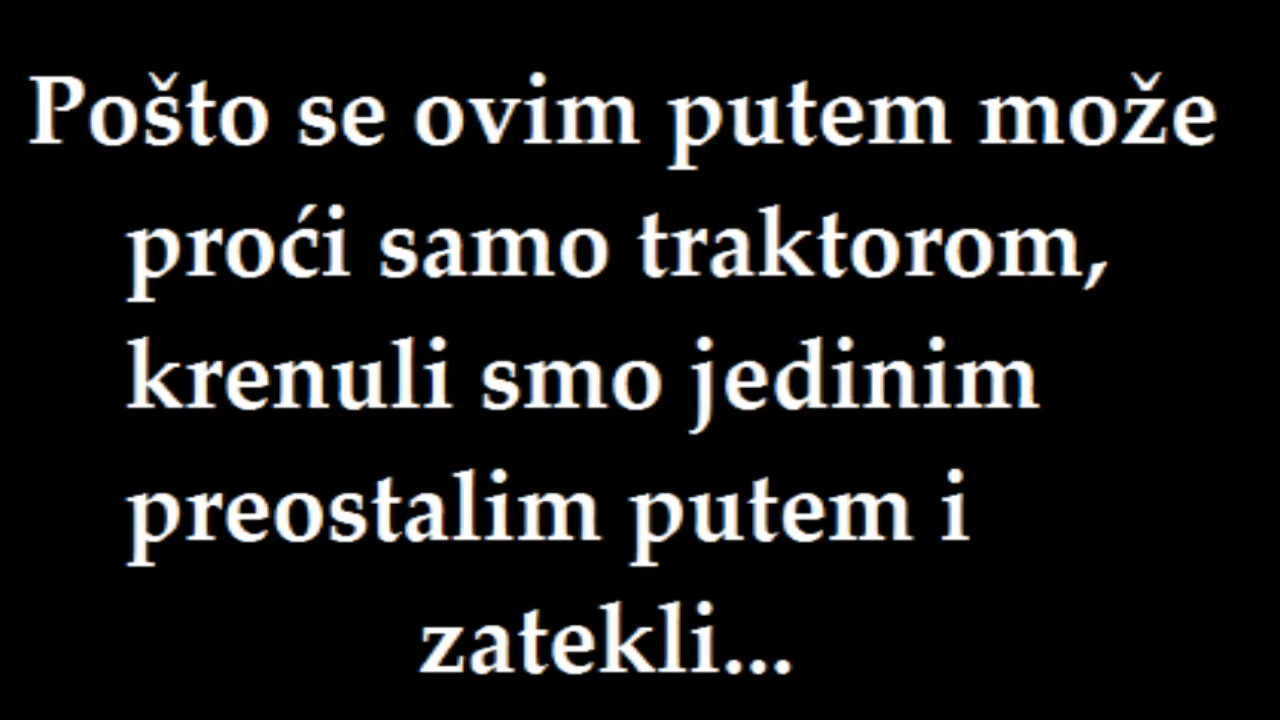 Pošto se ovim putem može
proći samo traktorom,
krenuli smo jedinim
preostalim putem i
zatekli...